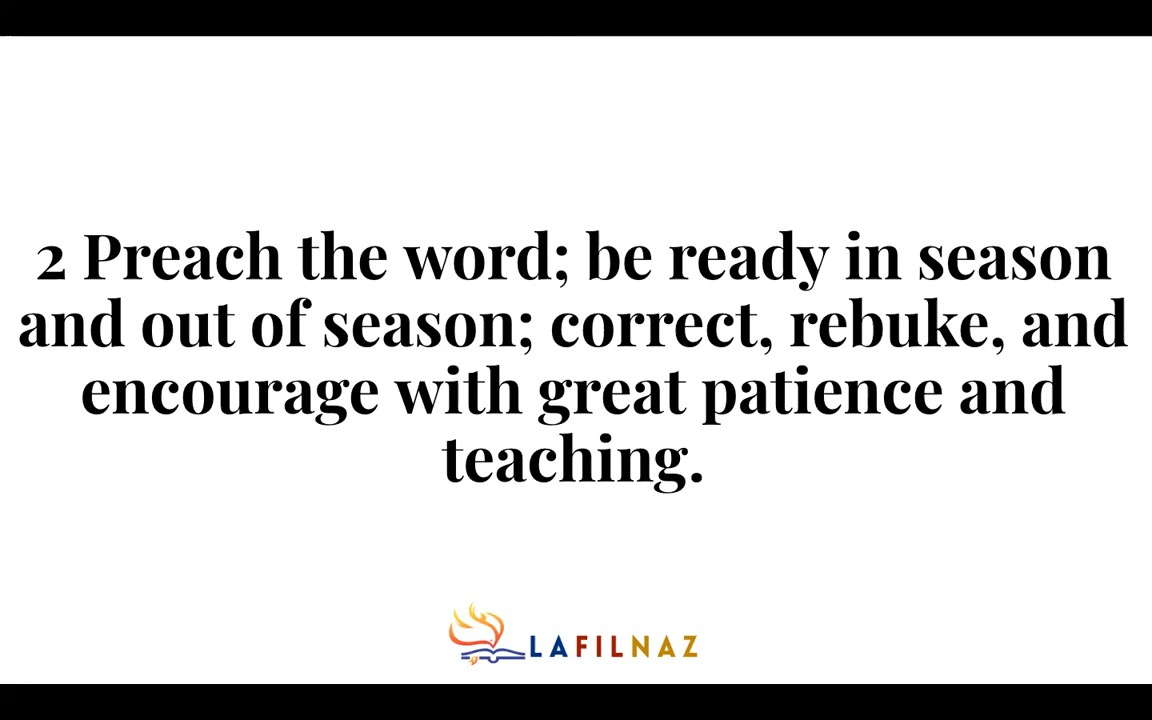 2 Preach the word; be ready in season
and out of season; correct, rebuke, and
encourage with great patience and
teaching.
LAFILNAZ